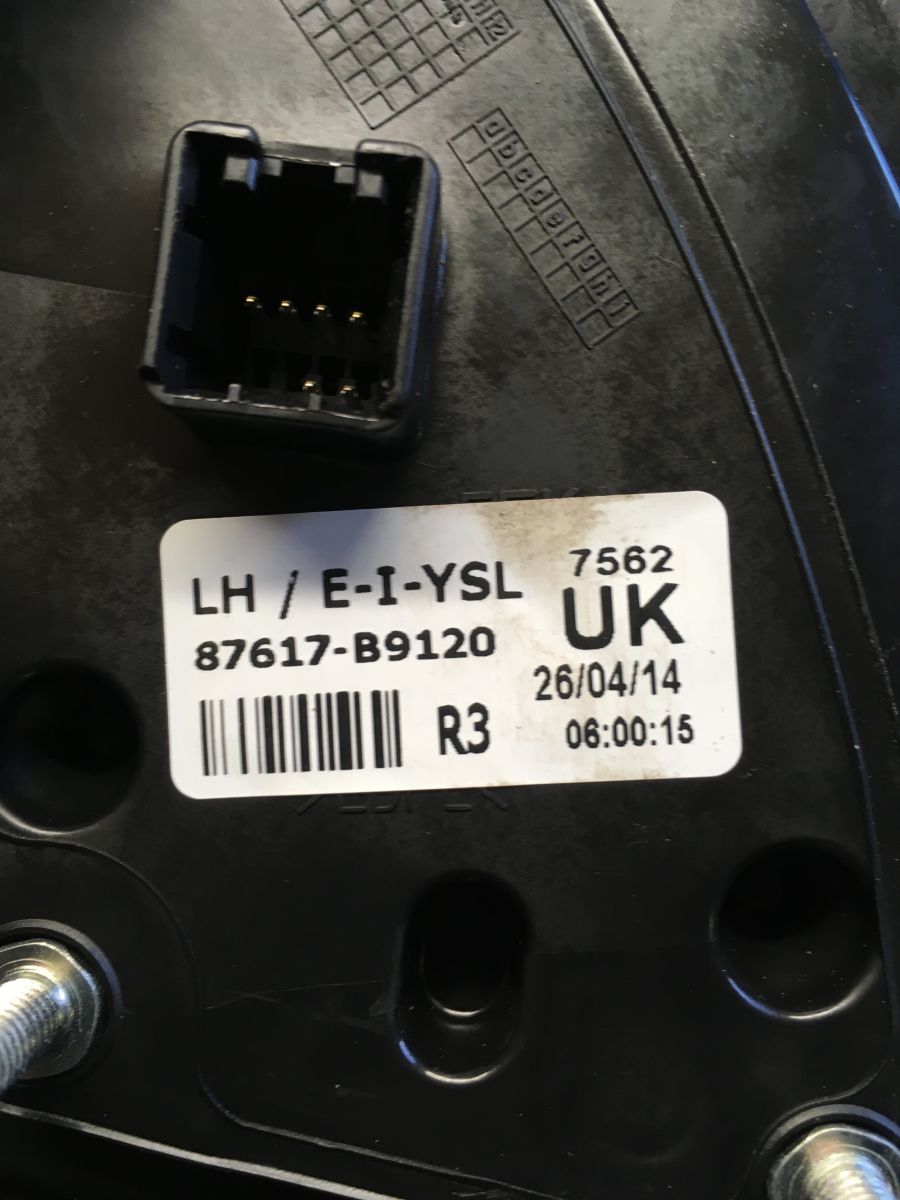 a b c d e f g h i
LH / E-I-YSL
87617-B9120
R3
7562
UK
26/04/14
06:00:15